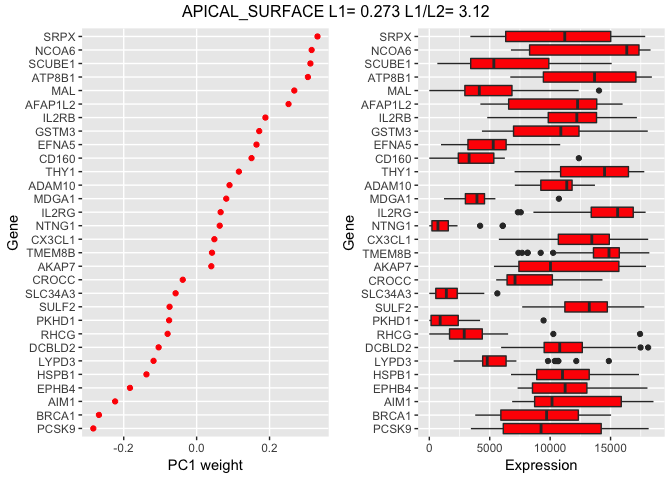 APICAL_SURFACE L1= 0.273 L1/L2= 3.12
Gene
SRPX
NCOA6
SCUBE1
ATP8B1
MAL
AFAP1L2
IL2RB
GSTM3
EFNA5
CD160
THY1
ADAM10
MDGA1
IL2RG
NTNG1
CX3CL1
TMEM8B
AKAP7
CROCC
SLC34A3
SULF2
PKHD1
RHCG
DCBLD2
LYPD3
HSPB1
EPHB4
AIM1
BRCA1
PCSK9
-0.2 0.0 0.2
PC1 weight
Gene
SRPX
NCOA6
SCUBE1
ATP8B1
MAL
AFAP1L2
IL2RB
GSTM3
EFNA5
CD160
THY1
ADAM10
MDGA1
IL2RG
NTNG1
CX3CL1
TMEM8B
AKAP7
CROCC
SLC34A3
SULF2
PKHD1
RHCG
DCBLD2
LYPD3
HSPB1
EPHB4
AIM1
BRCA1
PCSK9
0 5000 10000 15000
Expression